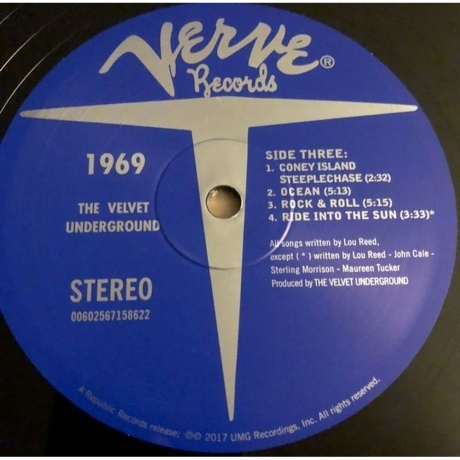 VERVE®
Records
1969
THE VELVET
UNDERGROUND
STEREO
00602567158622
SIDE THREE:
1. CONEY ISLAND
STEEPLECHASE (2:32)
2. OCEAN (5:13)
3. ROCK & ROLL (5:15)
4. RIDE INTO THE SUN (3:33)*
All songs written by Lou Reed,
except (*) written by Lou Reed - John Cale -
Sterling Morrison - Maureen Tucker
Produced by THE VELVET UNDERGROUND
A Republic Records release; ℗© 2017 UMG Recordings, Inc. All rights reserved.